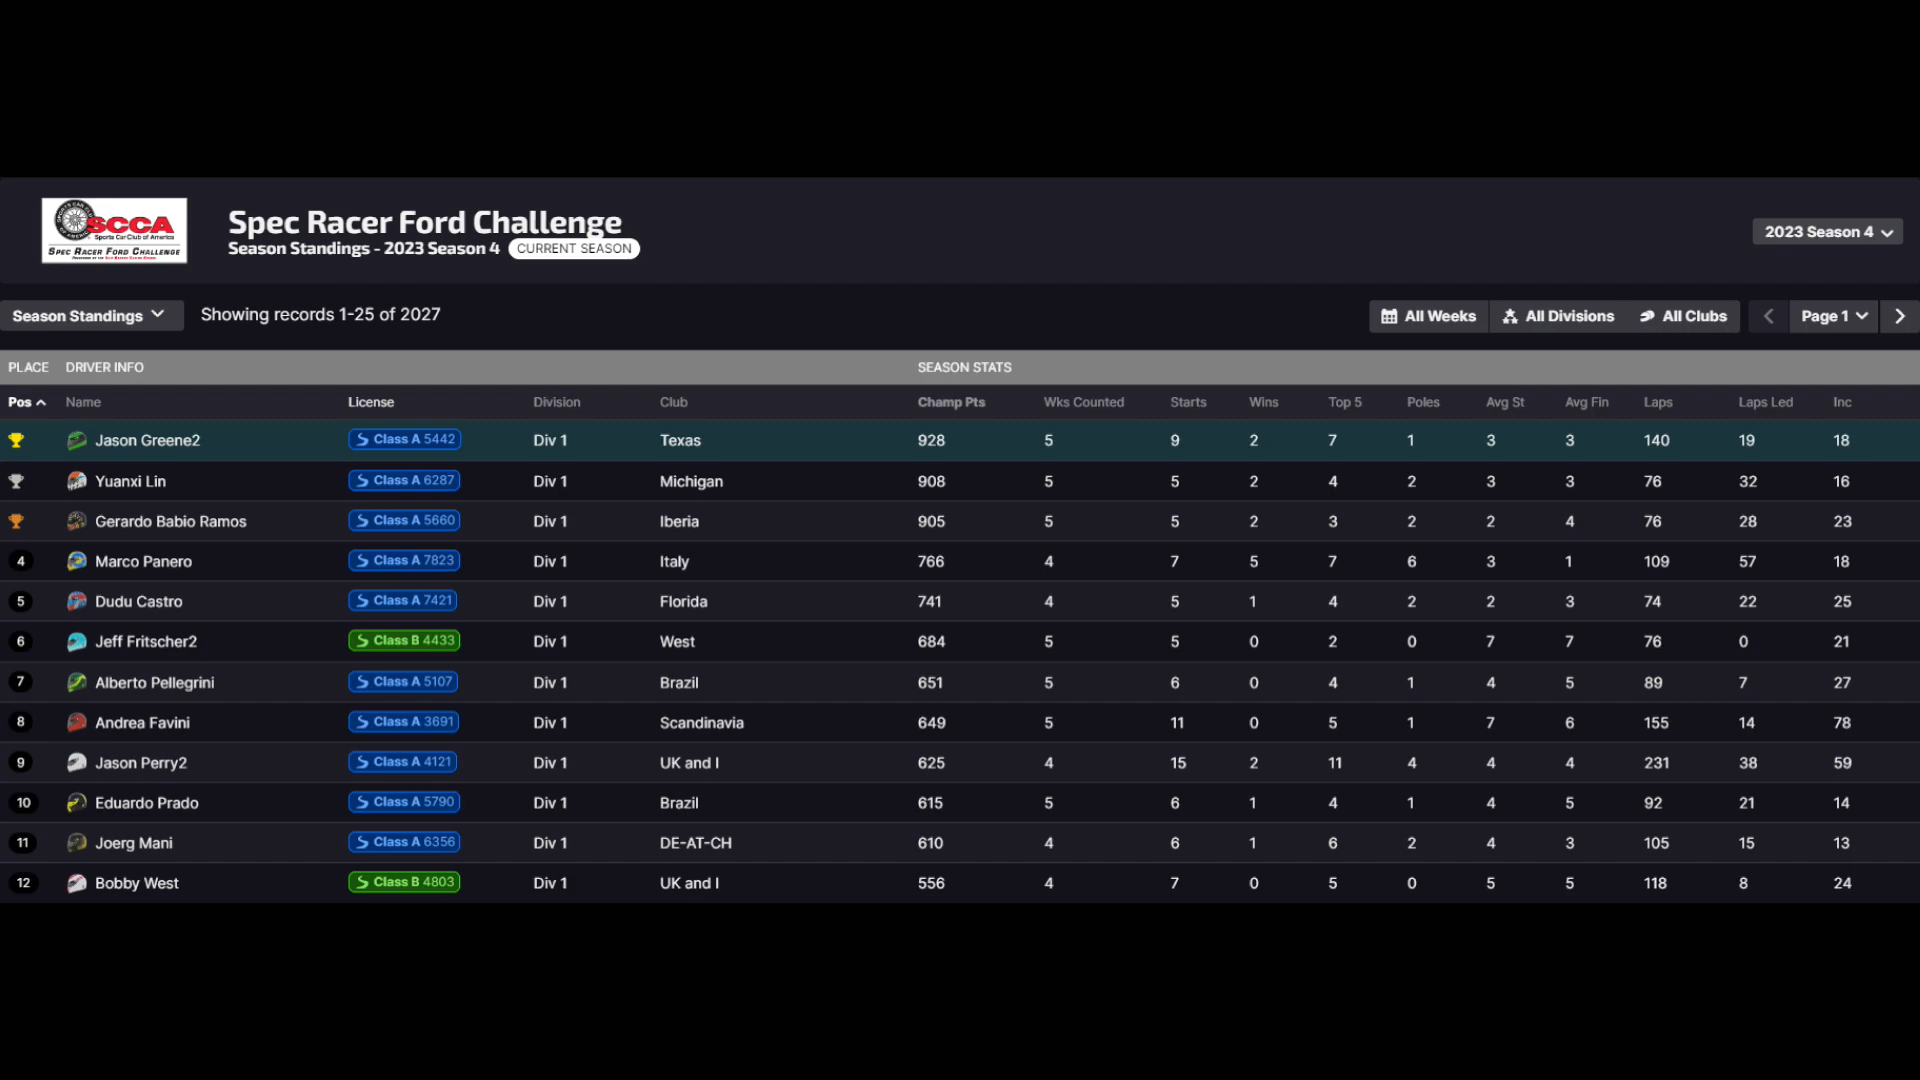 SCCA
Sports Car Club of America
SPEC RACER FORD CHALLENGE
Spec Racer Ford Challenge
Season Standings - 2023 Season 4 CURRENT SEASON
2023 Season 4
Season Standings Showing records 1-25 of 2027 All Weeks All Divisions All Clubs Page 1
PLACE DRIVER INFO SEASON STATS
Pos Name License Division Club Champ Pts Wks Counted Starts Wins Top 5 Poles Avg St Avg Fin Laps Laps Led Inc
Jason Greene2 Class A 5442 Div 1 Texas 928 5 9 2 7 1 3 3 140 19 18
Yuanxi Lin Class A 6287 Div 1 Michigan 908 5 5 2 4 2 3 3 76 32 16
Gerardo Babio Ramos Class A 5660 Div 1 Iberia 905 5 5 2 3 2 2 4 76 28 23
4 Marco Panero Class A 7823 Div 1 Italy 766 4 7 5 7 6 3 1 109 57 18
5 Dudu Castro Class A 7421 Div 1 Florida 741 4 5 1 4 2 2 3 74 22 25
6 Jeff Fritscher2 Class B 4433 Div 1 West 684 5 5 0 2 0 7 7 76 0 21
7 Alberto Pellegrini Class A 5107 Div 1 Brazil 651 5 6 0 4 1 4 5 89 7 27
8 Andrea Favini Class A 3691 Div 1 Scandinavia 649 5 11 0 5 1 7 6 155 14 78
9 Jason Perry2 Class A 4121 Div 1 UK and I 625 4 15 2 11 4 4 4 231 38 59
10 Eduardo Prado Class A 5790 Div 1 Brazil 615 5 6 1 4 1 4 5 92 21 14
11 Joerg Mani Class A 6356 Div 1 DE-AT-CH 610 4 6 1 6 2 4 3 105 15 13
12 Bobby West Class B 4803 Div 1 UK and I 556 4 7 0 5 0 5 5 118 8 24